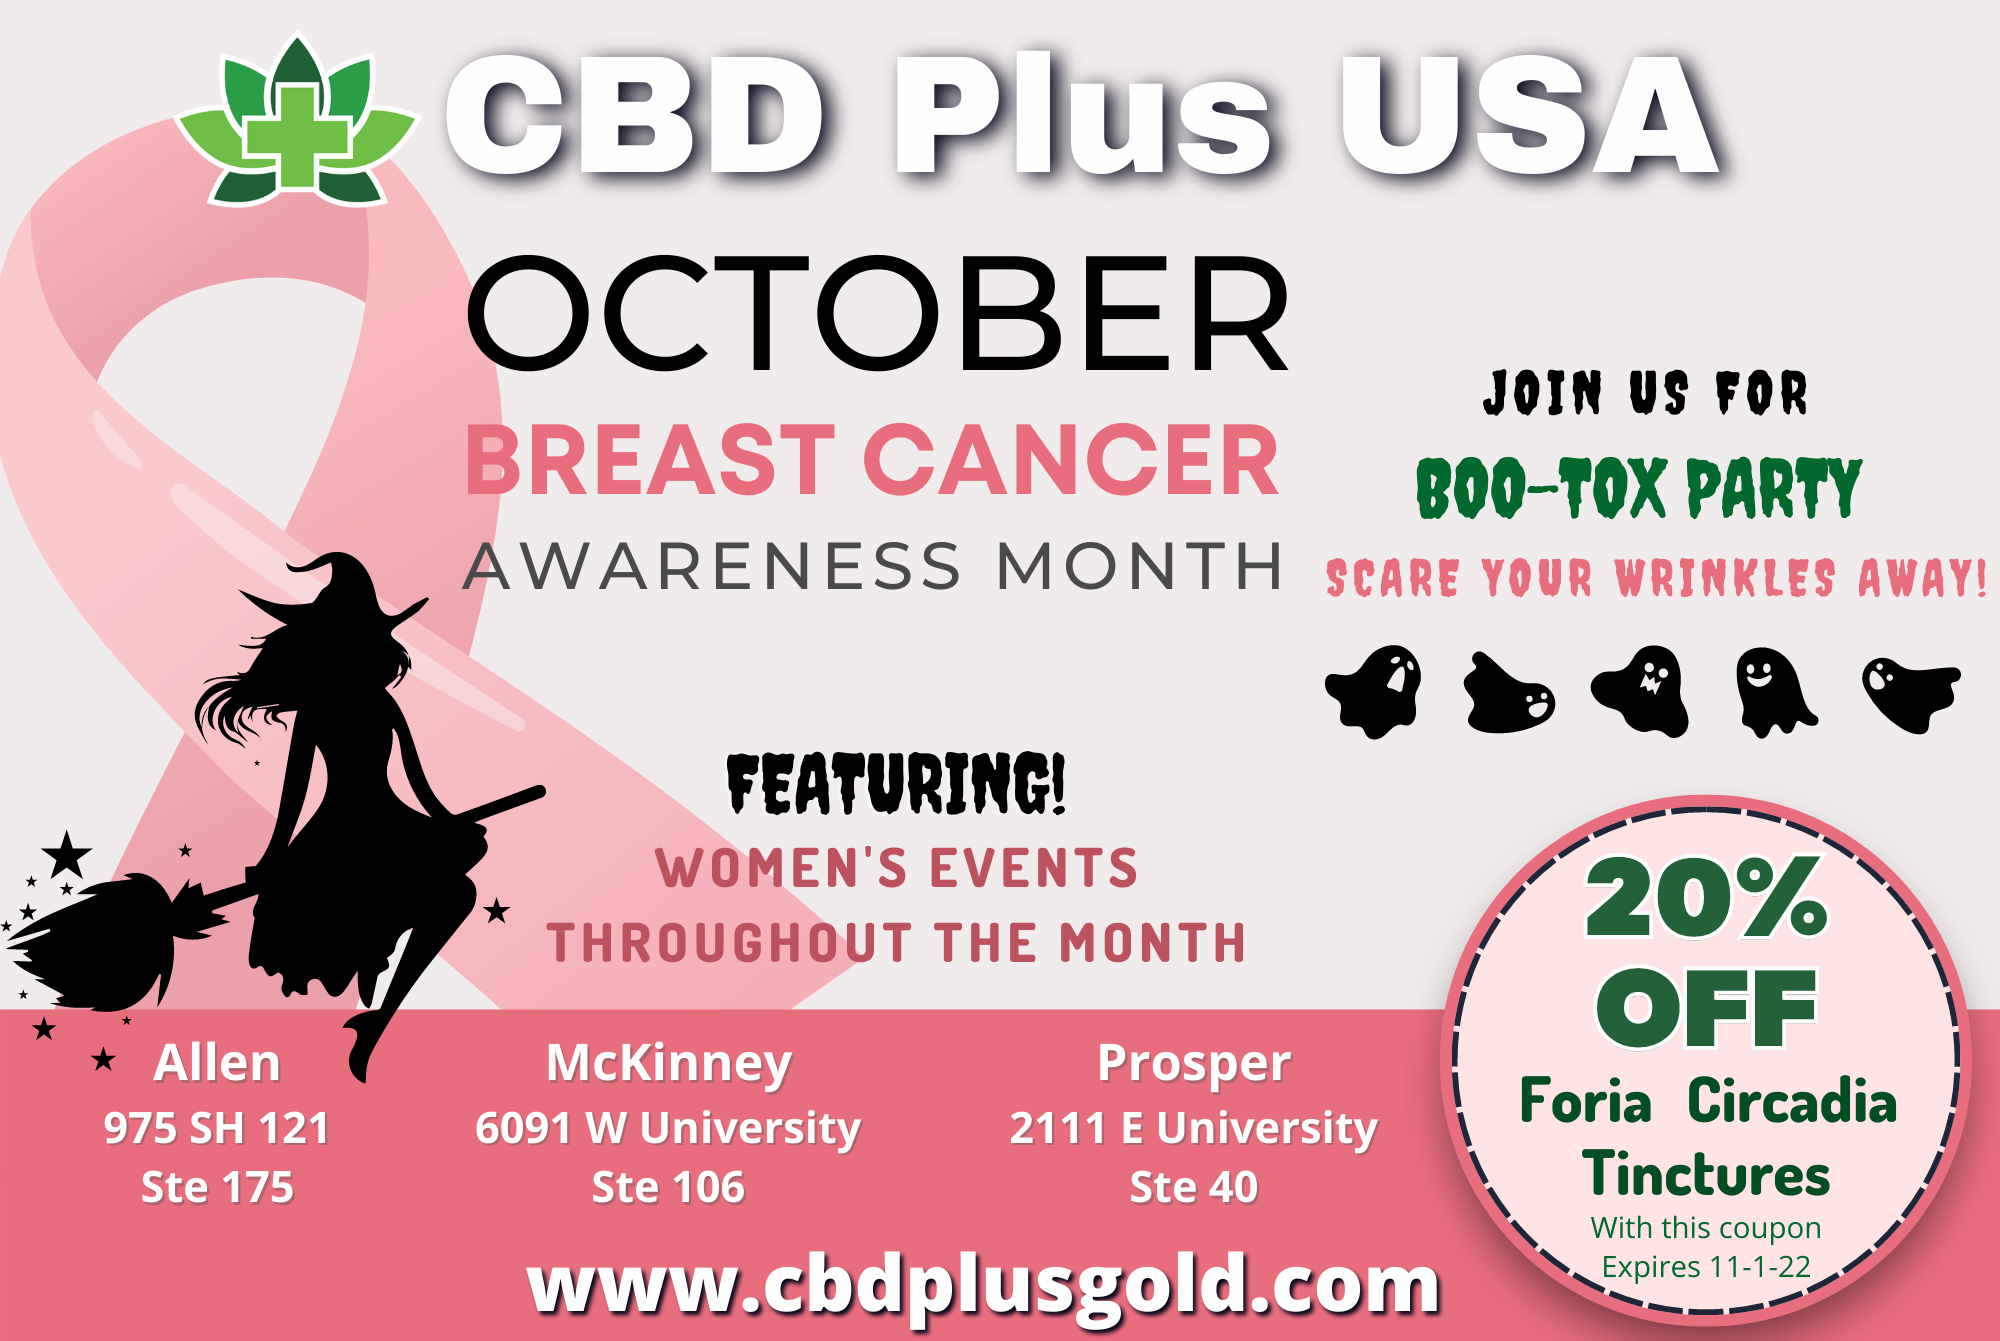 CBD Plus USA
OCTOBER
BREAST CANCER
AWARENESS MONTH
JOIN US FOR
BOO-TOX PARTY
SCARE YOUR WRINKLES AWAY!
FEATURING!
WOMEN'S EVENTS
THROUGHOUT THE MONTH
Allen
975 SH 121
Ste 175
McKinney
6091 W University
Ste 106
Prosper
2111 E University
Ste 40
www.cbdplusgold.com
20%
OFF
Foria Circadia
Tinctures
With this coupon
Expires 11-1-22